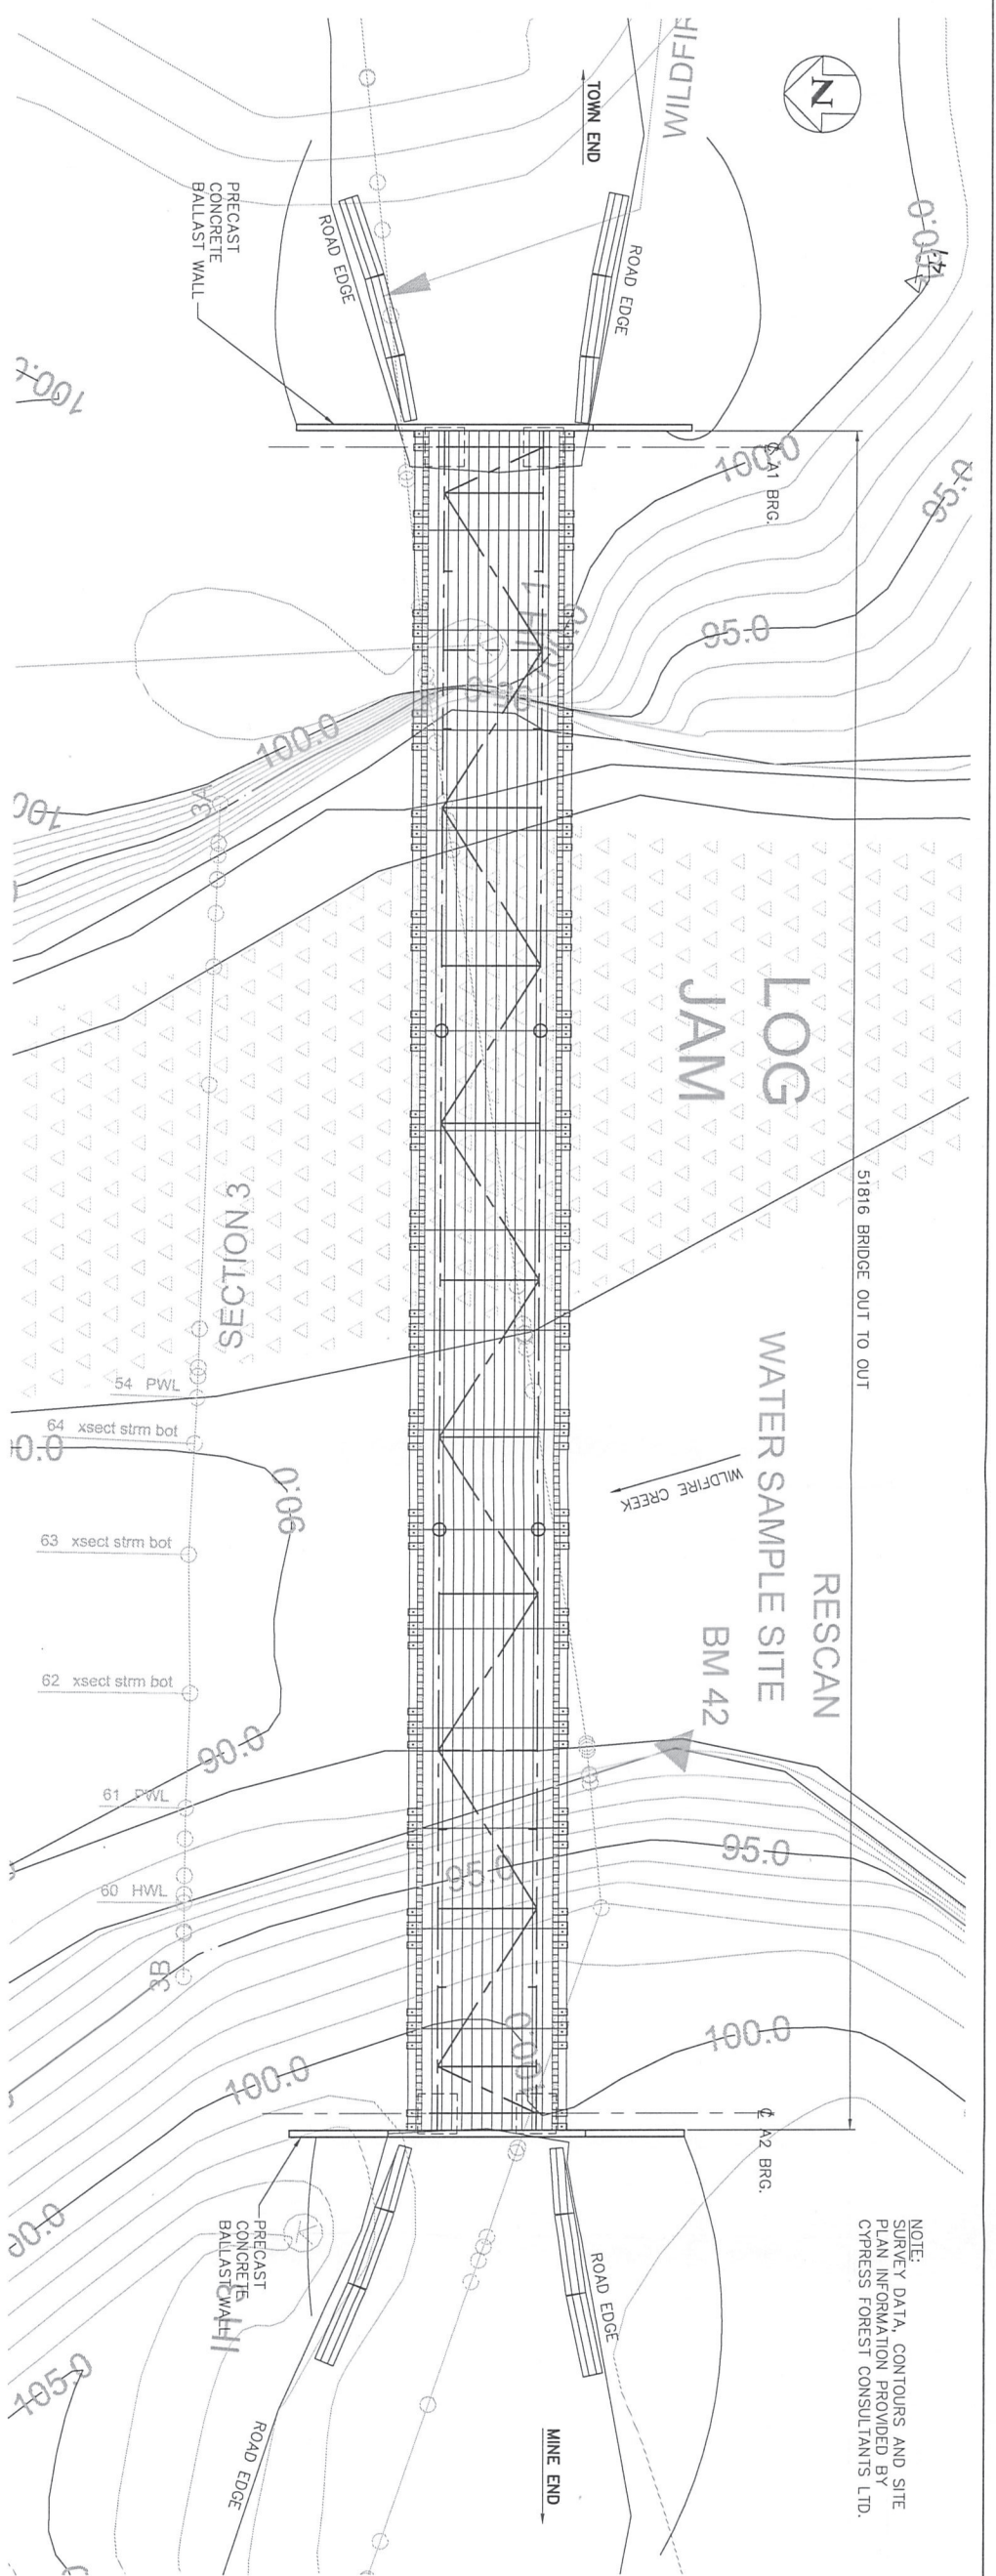 N
WILDFI
TOWN END
ROAD EDGE
ROAD EDGE
PRECAST
CONCRETE
BALLAST WALL
100.0
43
℄ A1 BRG.
100.0
95.0
95.0
100.0
3A
LOG
JAM
51816 BRIDGE OUT TO OUT
SECTION 3
54 PWL
64 xsect strm bot
63 xsect strm bot
62 xsect strm bot
61 PWL
60 HWL
3B
90.0
90.0
WILDFIRE CREEK
RESCAN
WATER SAMPLE SITE
BM 42
95.0
95.0
100.0
100.0
100.0
℄ A2 BRG.
PRECAST
CONCRETE
BALLAST WALL
ROAD EDGE
ROAD EDGE
105.0
MINE END
NOTE:
SURVEY DATA, CONTOURS AND SITE
PLAN INFORMATION PROVIDED BY
CYPRESS FOREST CONSULTANTS LTD.